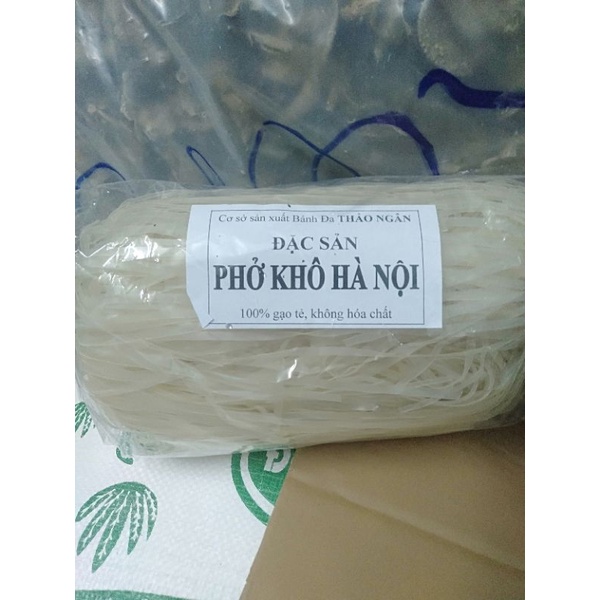 Cơ sở sản xuất Bánh Đa THẢO NGÂN
ĐẶC SẢN
PHỞ KHÔ HÀ NỘI
100% gạo tẻ, không hóa chất